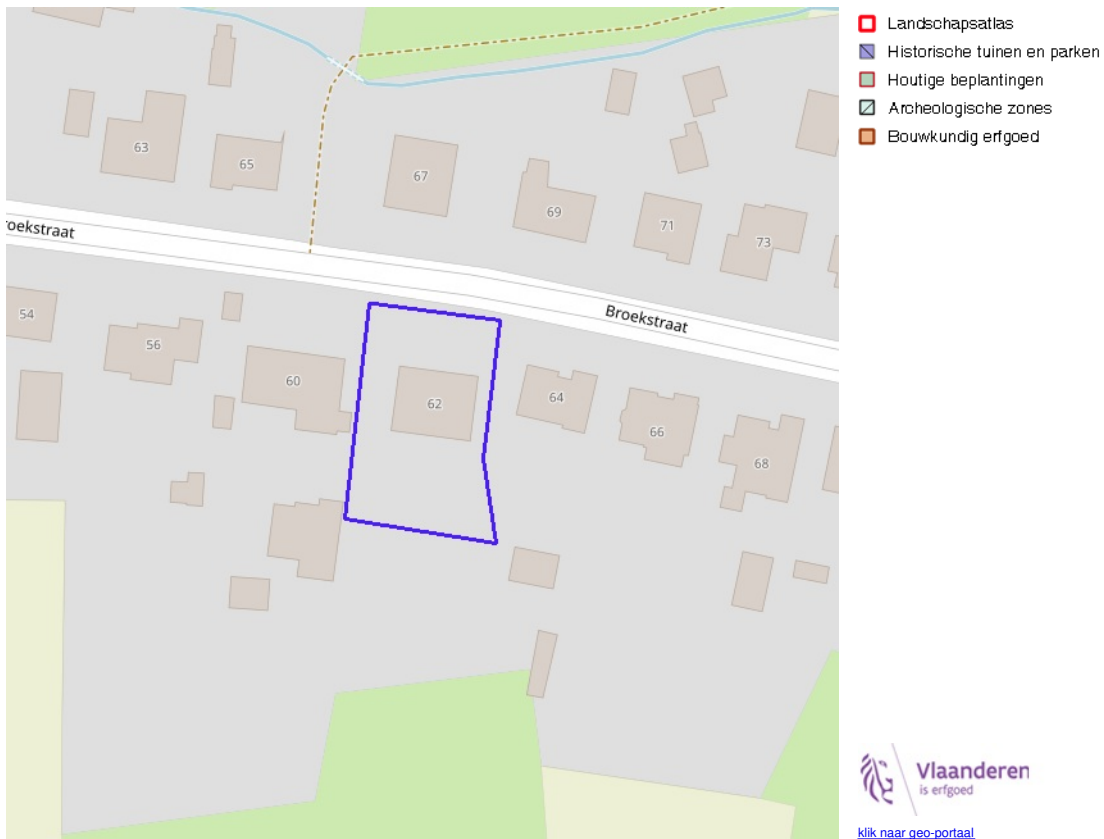 Landschapsatlas
Historische tuinen en parken
Houtige beplantingen
Archeologische zones
Bouwkundig erfgoed
63
65
67
69
71
73
roekstraat
Broekstraat
54
56
60
62
64
66
68
Vlaanderen
is erfgoed
klik naar geo-portaal